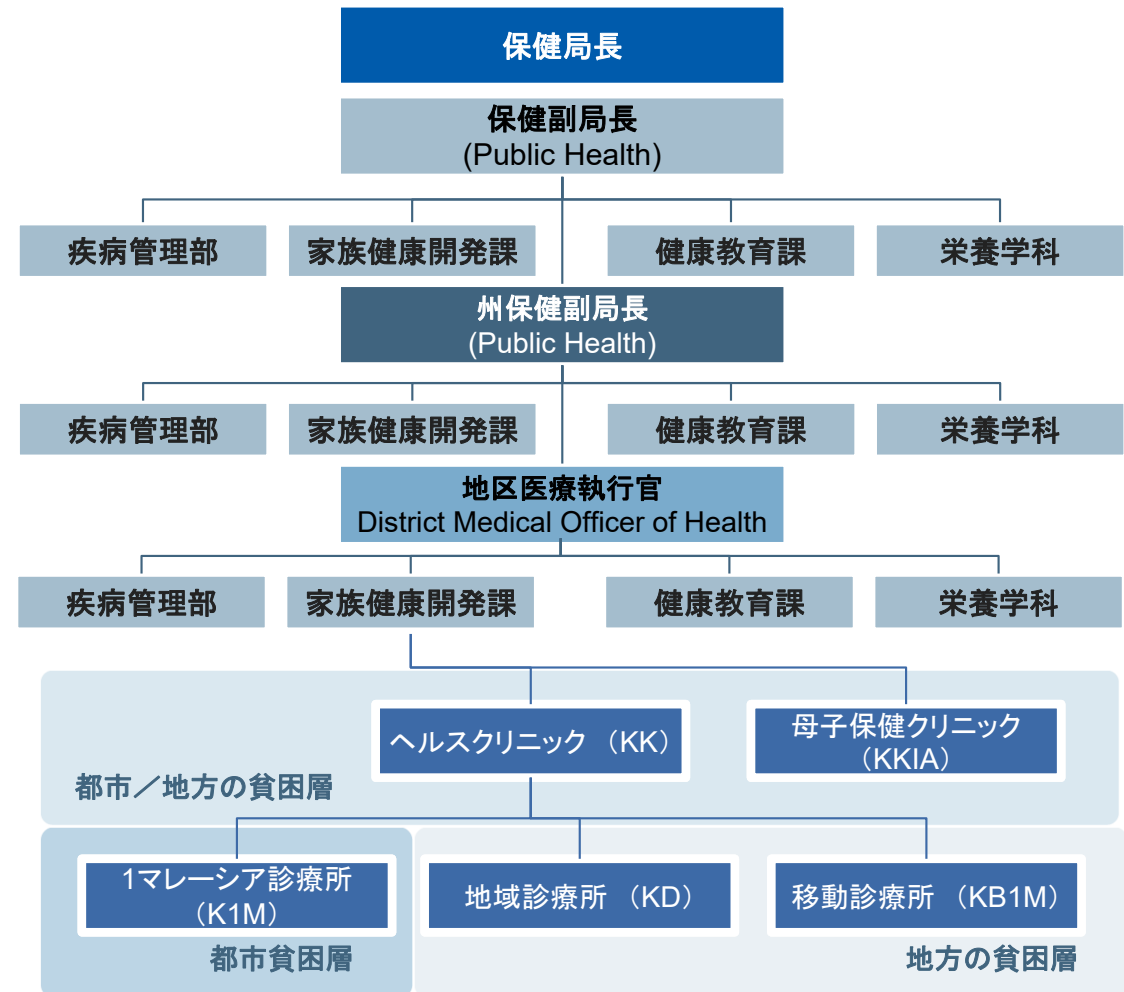 保健局長
保健副局長
(Public Health)
疾病管理部
家族健康開発課
健康教育課
栄養学科
州保健副局長
(Public Health)
疾病管理部
家族健康開発課
健康教育課
栄養学科
地区医療執行官
District Medical Officer of Health
疾病管理部
家族健康開発課
健康教育課
栄養学科
ヘルスクリニック（KK）
母子保健クリニック
（KKIA）
都市／地方の貧困層
1マレーシア診療所
（K1M）
地域診療所（KD）
移動診療所（KB1M）
都市貧困層
地方の貧困層